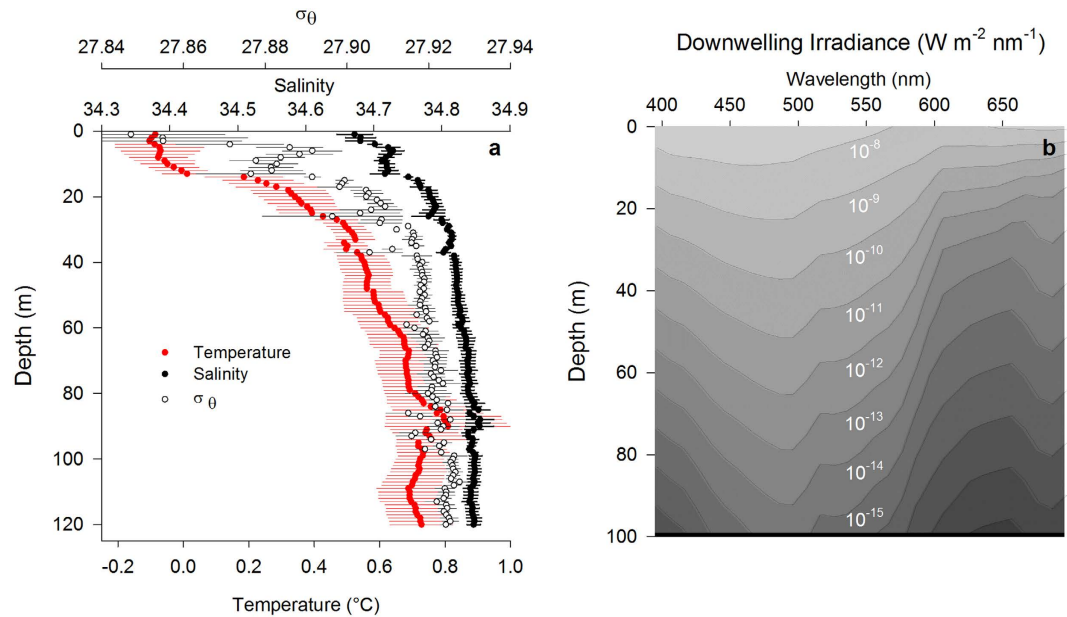 σθ
27.84 27.86 27.88 27.90 27.92 27.94
Salinity
34.3 34.4 34.5 34.6 34.7 34.8 34.9
a
0
20
40
60
80
100
120
Depth (m)
Temperature
Salinity
σ θ
-0.2 0.0 0.2 0.4 0.6 0.8 1.0
Temperature (°C)
Downwelling Irradiance (W m-2 nm-1)
Wavelength (nm)
400 450 500 550 600 650
b
0
20
40
60
80
100
Depth (m)
10-8
10-9
10-10
10-11
10-12
10-13
10-14
10-15